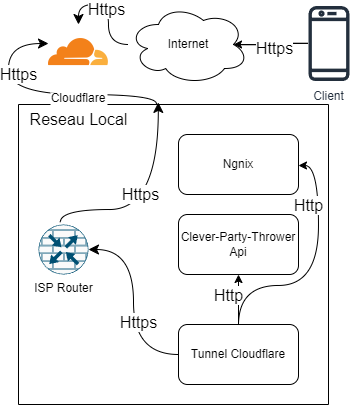 Https
Internet
Https
Https
Client
Cloudflare
Reseau Local
Ngnix
Https
Http
Clever-Party-Thrower
Api
ISP Router
Http
Https
Tunnel Cloudflare